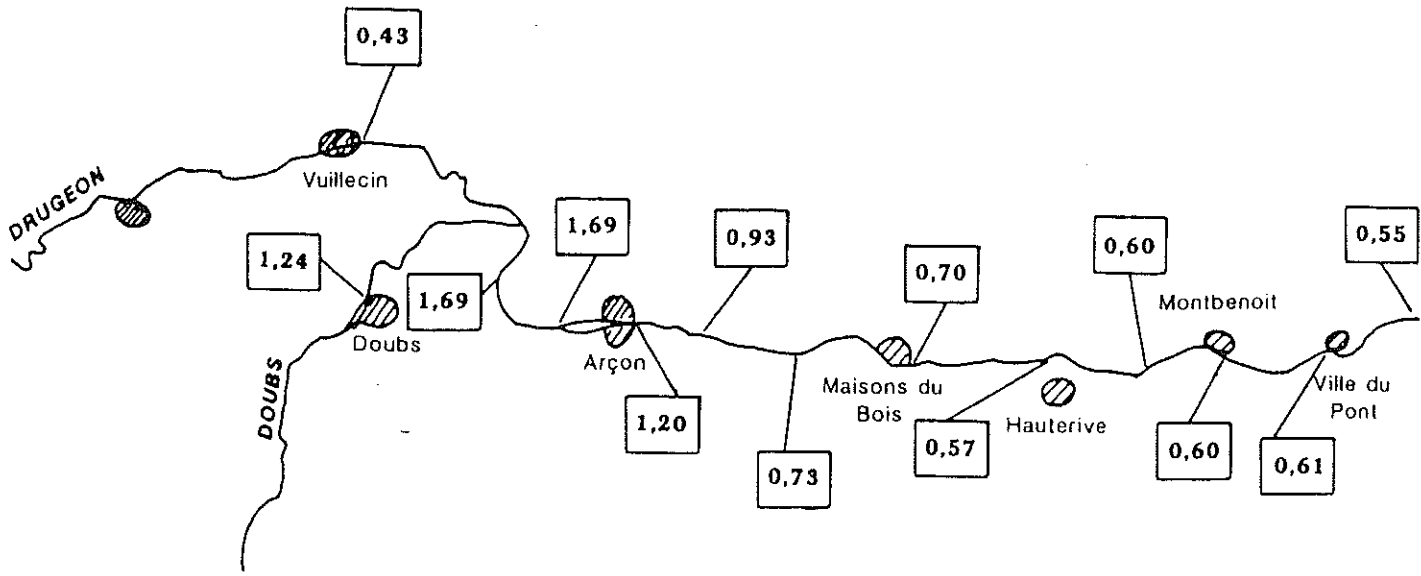 0,43
DRUGEON
Vuillecin
1,24
1,69
1,69
0,93
0,70
0,60
0,55
Montbenoit
Doubs
Arçon
Maisons du
Bois
Hauterive
Ville du
Pont
DOUBS
1,20
0,73
0,57
0,60
0,61